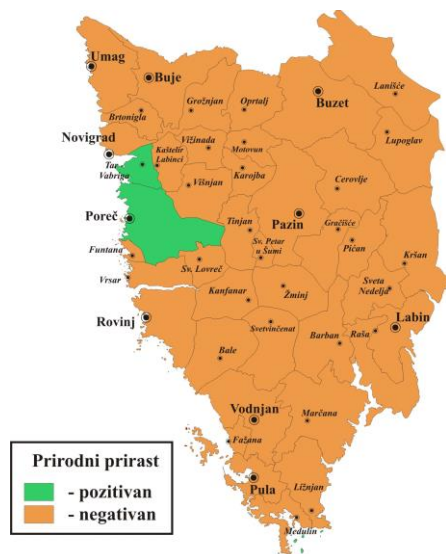 Umag
Buje
Grožnjan
Oprtalj
Buzet
Lanišće
Brtonigla
Lupoglav
Novigrad
Vižinada
Motovun
Kaštelir
Labinci
Tar
Vabriga
Karojba
Višnjan
Cerovlje
Poreč
Tinjan
Pazin
Gračišće
Pićan
Sv. Petar
u Šumi
Funtana
Sv. Lovreč
Kršan
Vrsar
Kanfanar
Žminj
Sveta
Nedelja
Rovinj
Svetvinčenat
Barban
Raša
Labin
Bale
Vodnjan
Marčana
Fažana
Pula
Ližnjan
Medulin
Prirodni prirast
- pozitivan
- negativan